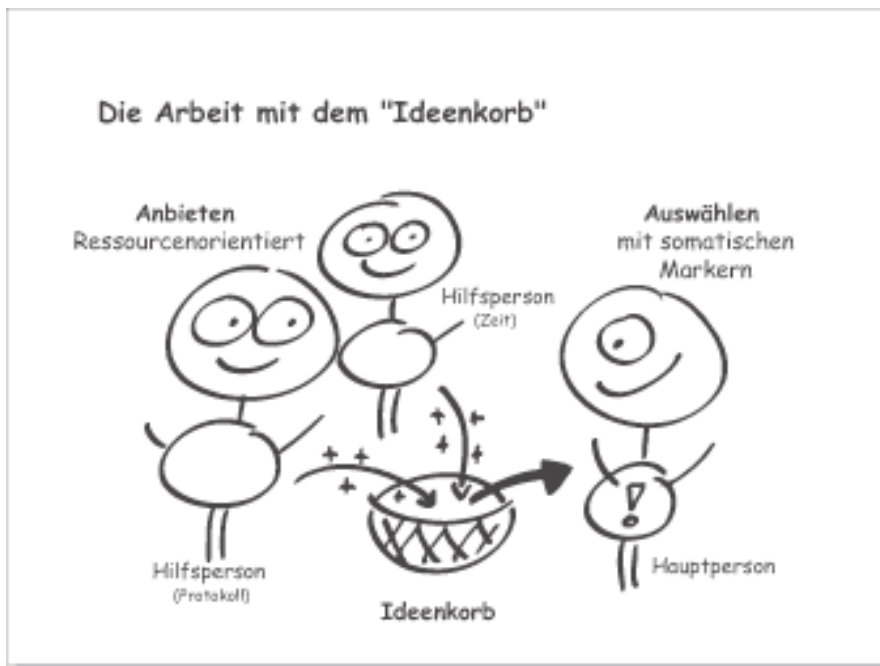 Die Arbeit mit dem "Ideenkorb"
Anbieten
Ressourcenorientiert
Hilfsperson
(Zeit)
Auswählen
mit somatischen
Markern
Hilfsperson
(Protokoll)
Ideenkorb
Hauptperson